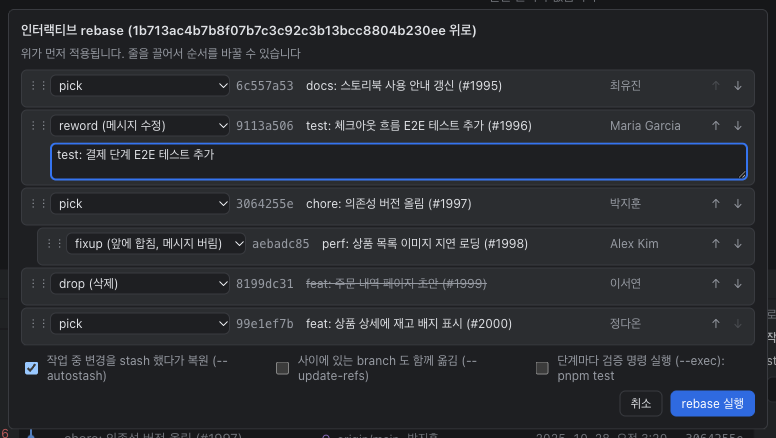 인터랙티브 rebase (1b713ac4b7b8f07b7c3c92c3b13bcc8804b230ee 위로)
위가 먼저 적용됩니다. 줄을 끌어서 순서를 바꿀 수 있습니다
pick 6c557a53 docs: 스토리북 사용 안내 갱신 (#1995) 최유진 ↑ ↓
reword (메시지 수정) 9113a506 test: 체크아웃 흐름 E2E 테스트 추가 (#1996) Maria Garcia ↑ ↓
test: 결제 단계 E2E 테스트 추가
pick 3064255e chore: 의존성 버전 올림 (#1997) 박지훈 ↑ ↓
fixup (앞에 합침, 메시지 버림) aebadc85 perf: 상품 목록 이미지 지연 로딩 (#1998) Alex Kim ↑ ↓
drop (삭제) 8199dc31 feat: 주문 내역 페이지 초안 (#1999) 이서연 ↑ ↓
pick 99e1ef7b feat: 상품 상세에 재고 배지 표시 (#2000) 정다온 ↑ ↓
작업 중 변경을 stash 했다가 복원 (--autostash)
사이에 있는 branch 도 함께 옮김 (--update-refs)
단계마다 검증 명령 실행 (--exec): pnpm test
취소 rebase 실행